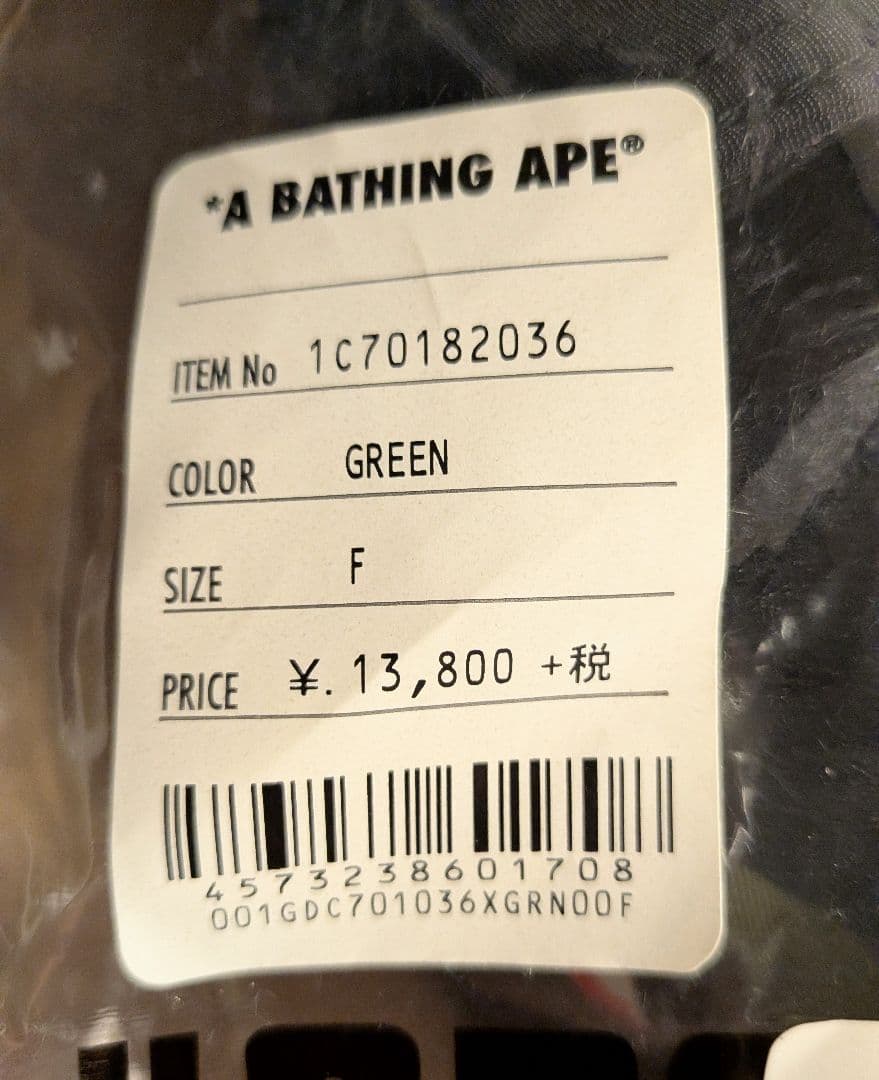 *A BATHING APE®
ITEM No 1C70182036
COLOR GREEN
SIZE F
PRICE ¥. 13,800 +税
4573238601708
001GDC701036XGRN00F